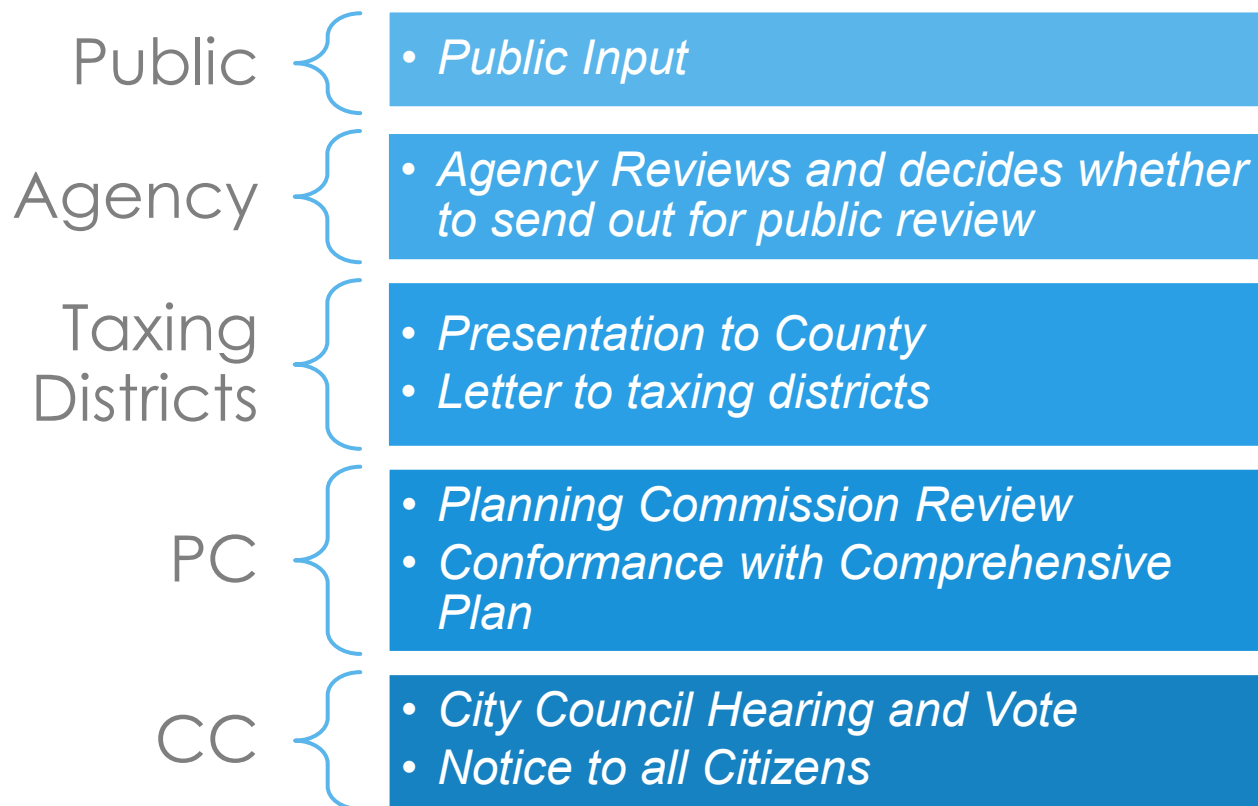 Public
• Public Input
Agency
• Agency Reviews and decides whether
to send out for public review
Taxing
Districts
• Presentation to County
• Letter to taxing districts
PC
• Planning Commission Review
• Conformance with Comprehensive
Plan
CC
• City Council Hearing and Vote
• Notice to all Citizens